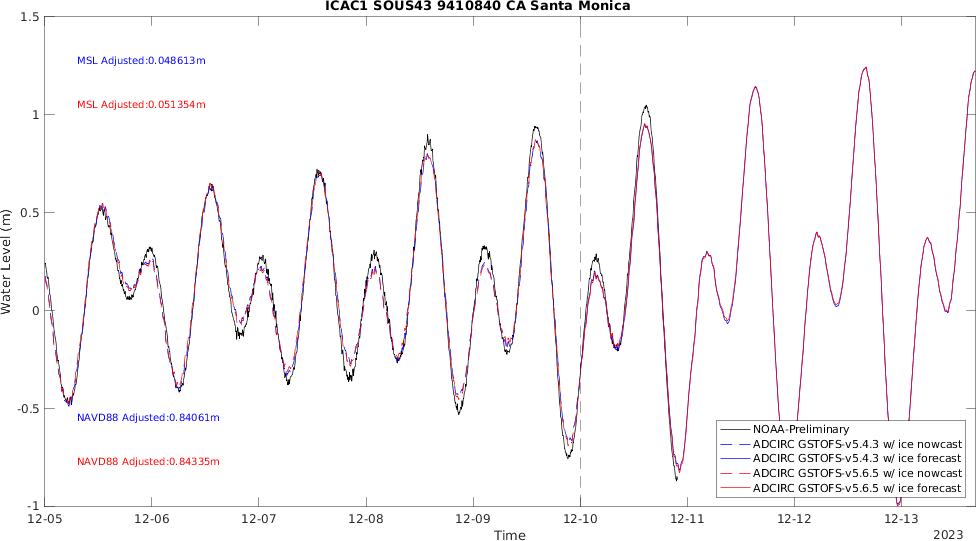 ICAC1 SOUS43 9410840 CA Santa Monica
1.5
MSL Adjusted:0.048613m
MSL Adjusted:0.051354m
1
0.5
Water Level (m)
0
-0.5
NAVD88 Adjusted:0.84061m
NAVD88 Adjusted:0.84335m
NOAA-Preliminary
ADCIRC GSTOFS-v5.4.3 w/ ice nowcast
ADCIRC GSTOFS-v5.4.3 w/ ice forecast
ADCIRC GSTOFS-v5.6.5 w/ ice nowcast
ADCIRC GSTOFS-v5.6.5 w/ ice forecast
-1
12-05 12-06 12-07 12-08 12-09 12-10 12-11 12-12 12-13
Time
2023